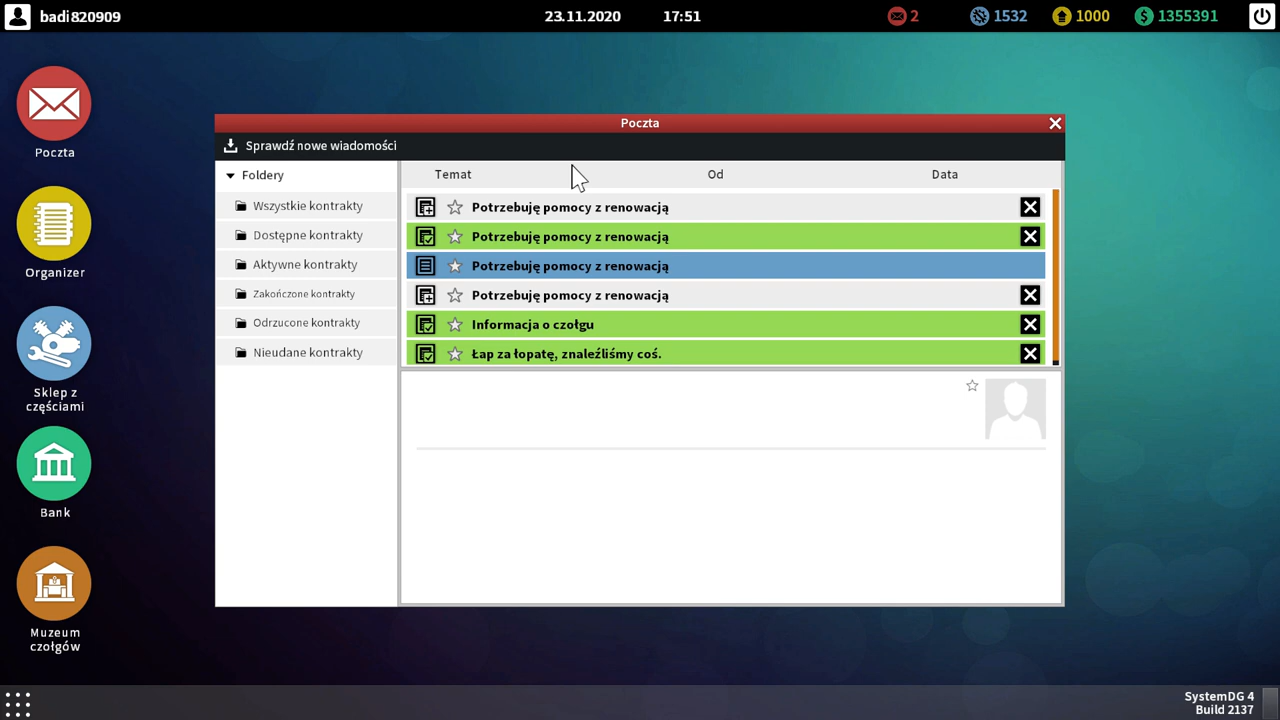 badi820909
23.11.2020
17:51
2
1532
1000
1355391
Poczta
Organizer
Sklep z
częściami
Bank
Muzeum
czołgów
Poczta
Sprawdź nowe wiadomości
Foldery
Wszystkie kontrakty
Dostępne kontrakty
Aktywne kontrakty
Zakończone kontrakty
Odrzucone kontrakty
Nieudane kontrakty
Temat Od Data
Potrzebuję pomocy z renowacją
Potrzebuję pomocy z renowacją
Potrzebuję pomocy z renowacją
Potrzebuję pomocy z renowacją
Informacja o czołgu
Łap za łopatę, znaleźliśmy coś.
SystemDG 4
Build 2137